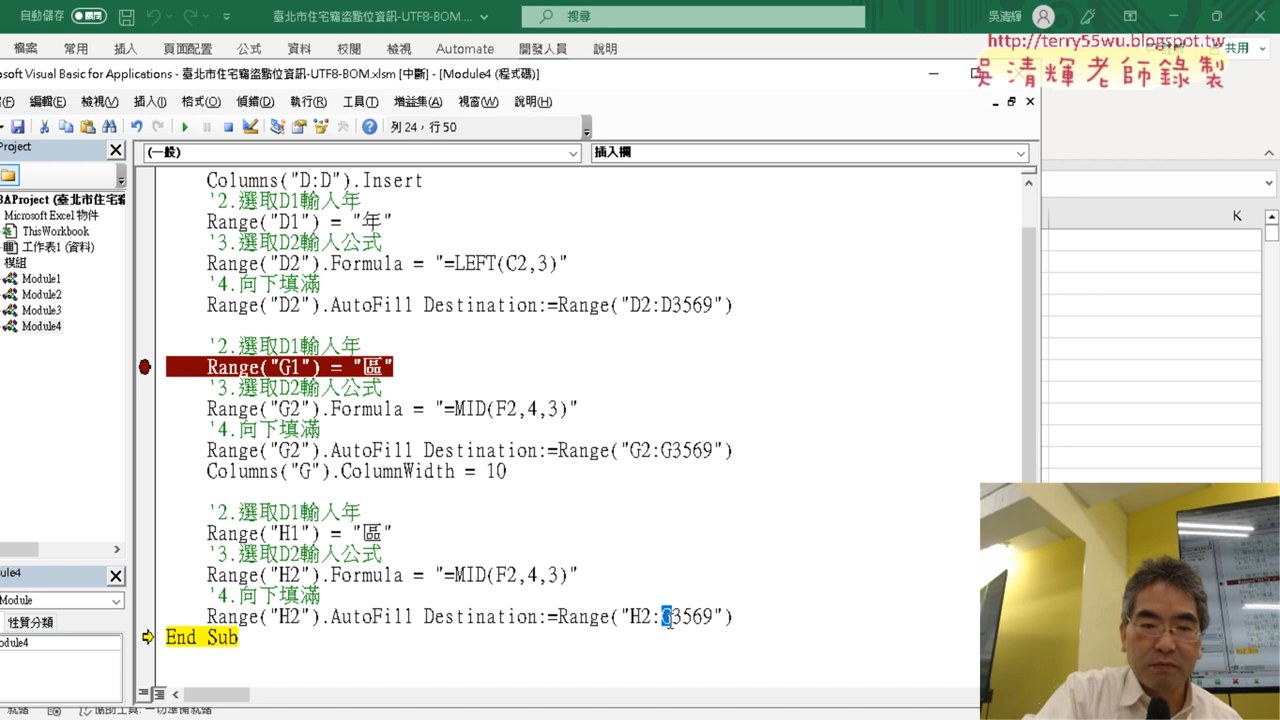 自動儲存
臺北市住宅竊盜點位資訊-UTF8-BOM....
搜尋
吳清輝
檔案 常用 插入 頁面配置 公式 資料 校閱 檢視 Automate 開發人員 說明
共用
http://terry55wu.blogspot.tw
吳清輝老師錄製
osoft Visual Basic for Applications - 臺北市住宅竊盜點位資訊-UTF8-BOM.xlsm [中斷] - [Module4 (程式碼)]
(F) 編輯(E) 檢視(V) 插入(I) 格式(O) 偵錯(D) 執行(R) 工具(T) 增益集(A) 視窗(W) 說明(H)
列 24，行 50
Project
(一般)
插入欄
BAProject (臺北市住宅竊
Microsoft Excel 物件
ThisWorkbook
工作表1 (資料)
模組
Module1
Module2
Module3
Module4
ule4
Module
性質分類
odule4
Columns("D:D").Insert
'2.選取D1輸入年
Range("D1") = "年"
'3.選取D2輸入公式
Range("D2").Formula = "=LEFT(C2,3)"
'4.向下填滿
Range("D2").AutoFill Destination:=Range("D2:D3569")
'2.選取D1輸入年
Range("G1") = "區"
'3.選取D2輸入公式
Range("G2").Formula = "=MID(F2,4,3)"
'4.向下填滿
Range("G2").AutoFill Destination:=Range("G2:G3569")
Columns("G").ColumnWidth = 10
'2.選取D1輸入年
Range("H1") = "區"
'3.選取D2輸入公式
Range("H2").Formula = "=MID(F2,4,3)"
'4.向下填滿
Range("H2").AutoFill Destination:=Range("H2:G3569")
End Sub
K